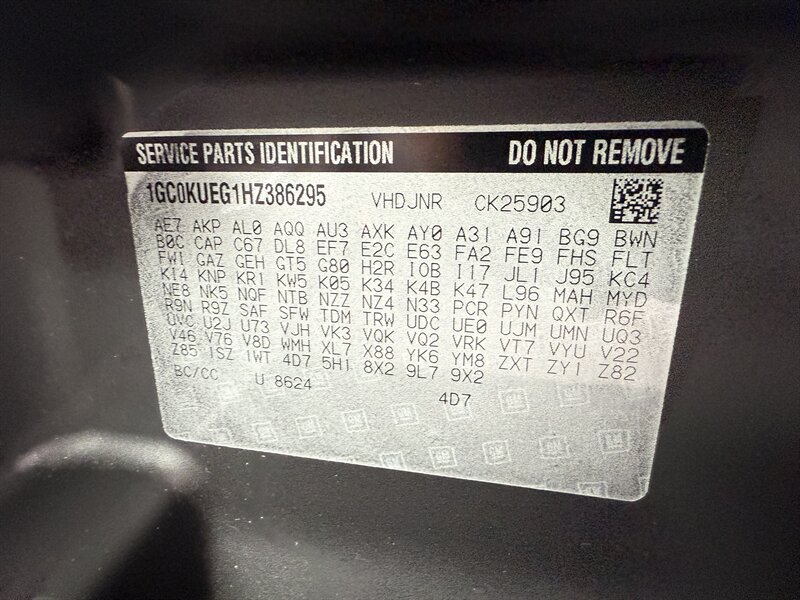 SERVICE PARTS IDENTIFICATION DO NOT REMOVE
1GC0KUEG1HZ386295 VHDJNR CK25903
AE7 AKP AL0 AQQ AU3 AXK AY0 A31 A91 BG9 BWN
B0C CAP C67 DL8 EF7 E2C E63 FA2 FE9 FHS FLT
FW1 GAZ GEH GT5 G80 H2R IOB I17 JL1 J95 KC4
KI4 KNP KR1 KW5 K05 K34 K4B K47 L96 MAH MYD
NE8 NK5 NQF NTB NZZ NZ4 N33 PCR PYN QXT R6F
R9N R9Z SAF SFW TDM TRW UDC UE0 UJM UMN UQ3
UVC U2J U73 VJH VK3 VQK VQ2 VRK VT7 VYU V22
V46 V76 V8D WMH XL7 X88 YK6 YM8 ZXT ZY1 Z82
Z85 1SZ 1WT 4D7 5H1 8X2 9L7 9X2
BC/CC U 8624 4D7